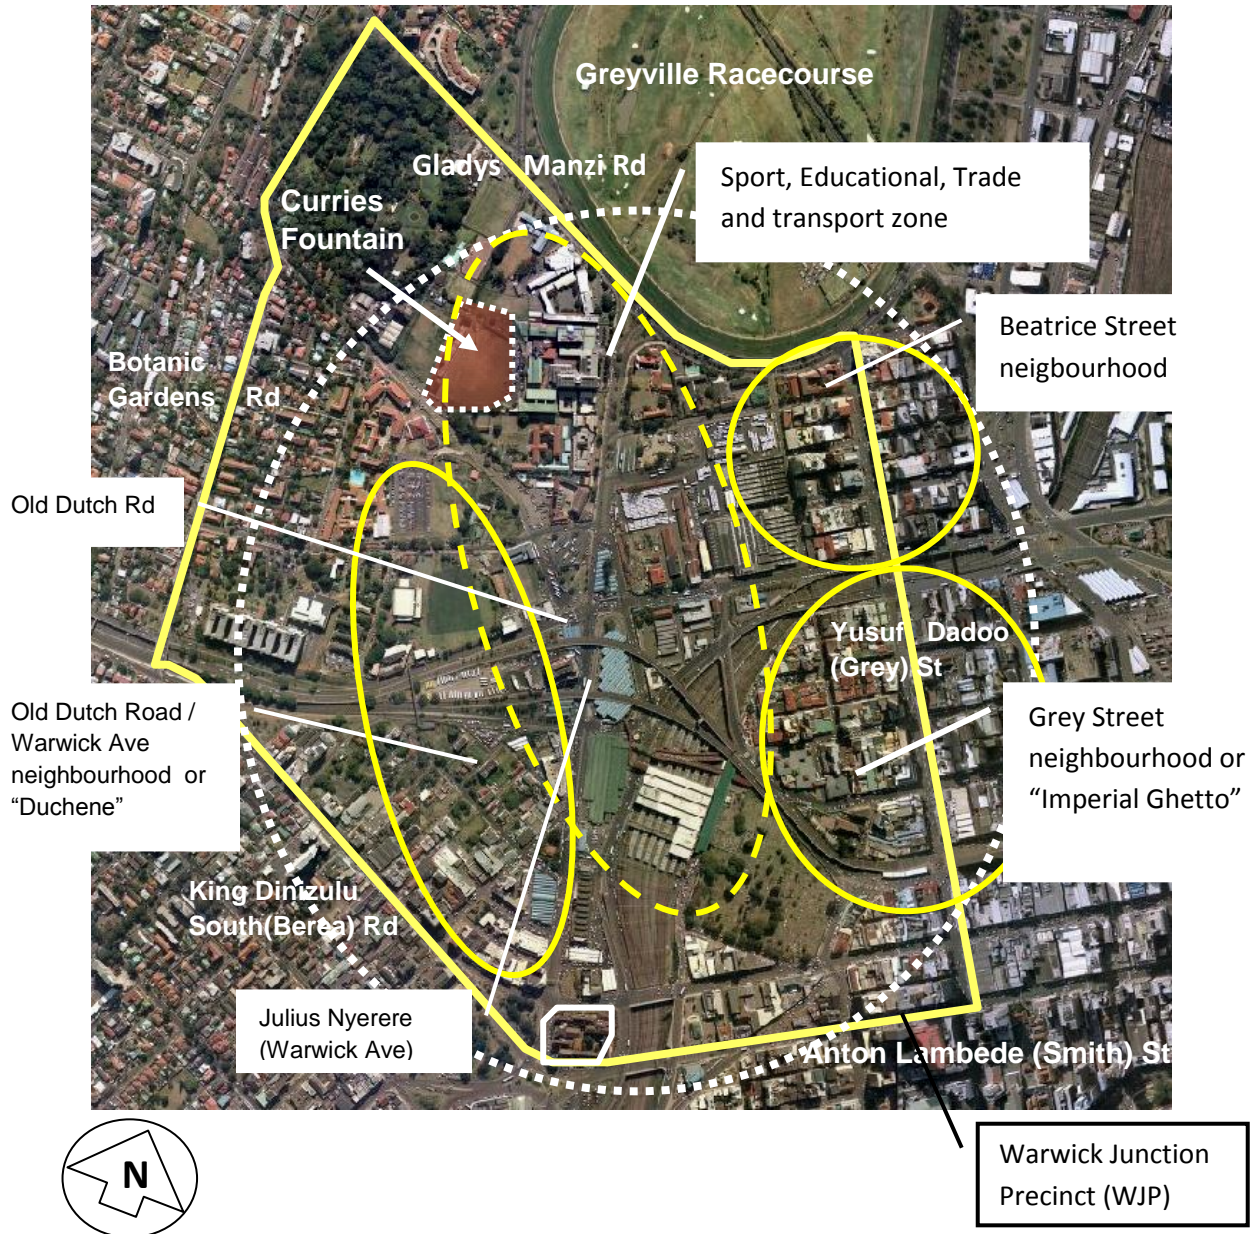 Greyville Racecourse
Gladys Manzi Rd
Sport, Educational, Trade
and transport zone
Curries
Fountain
Beatrice Street
neigbourhood
Botanic
Gardens Rd
Old Dutch Rd
Yusuf Dadoo
(Grey) St
Old Dutch Road /
Warwick Ave
neighbourhood or
“Duchene”
Grey Street
neighbourhood or
“Imperial Ghetto”
King Dinizulu
South(Berea) Rd
Julius Nyerere
(Warwick Ave)
Anton Lambede (Smith) St
N
Warwick Junction
Precinct (WJP)